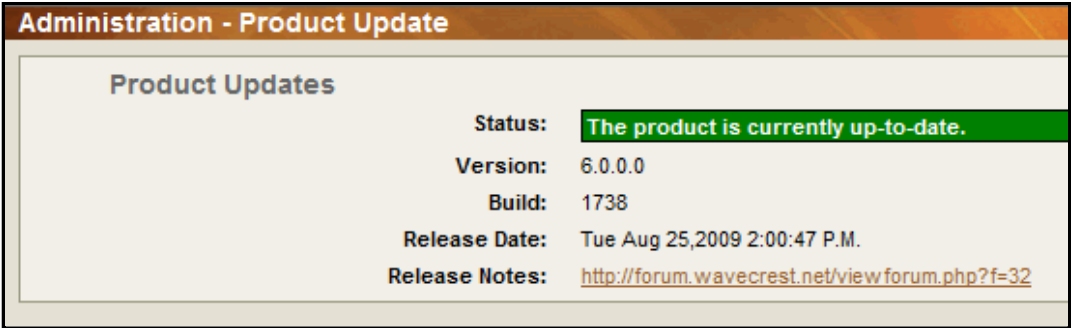 Administration - Product Update
Product Updates
Status: The product is currently up-to-date.
Version: 6.0.0.0
Build: 1738
Release Date: Tue Aug 25,2009 2:00:47 P.M.
Release Notes: http://forum.wavecrest.net/viewforum.php?f=32